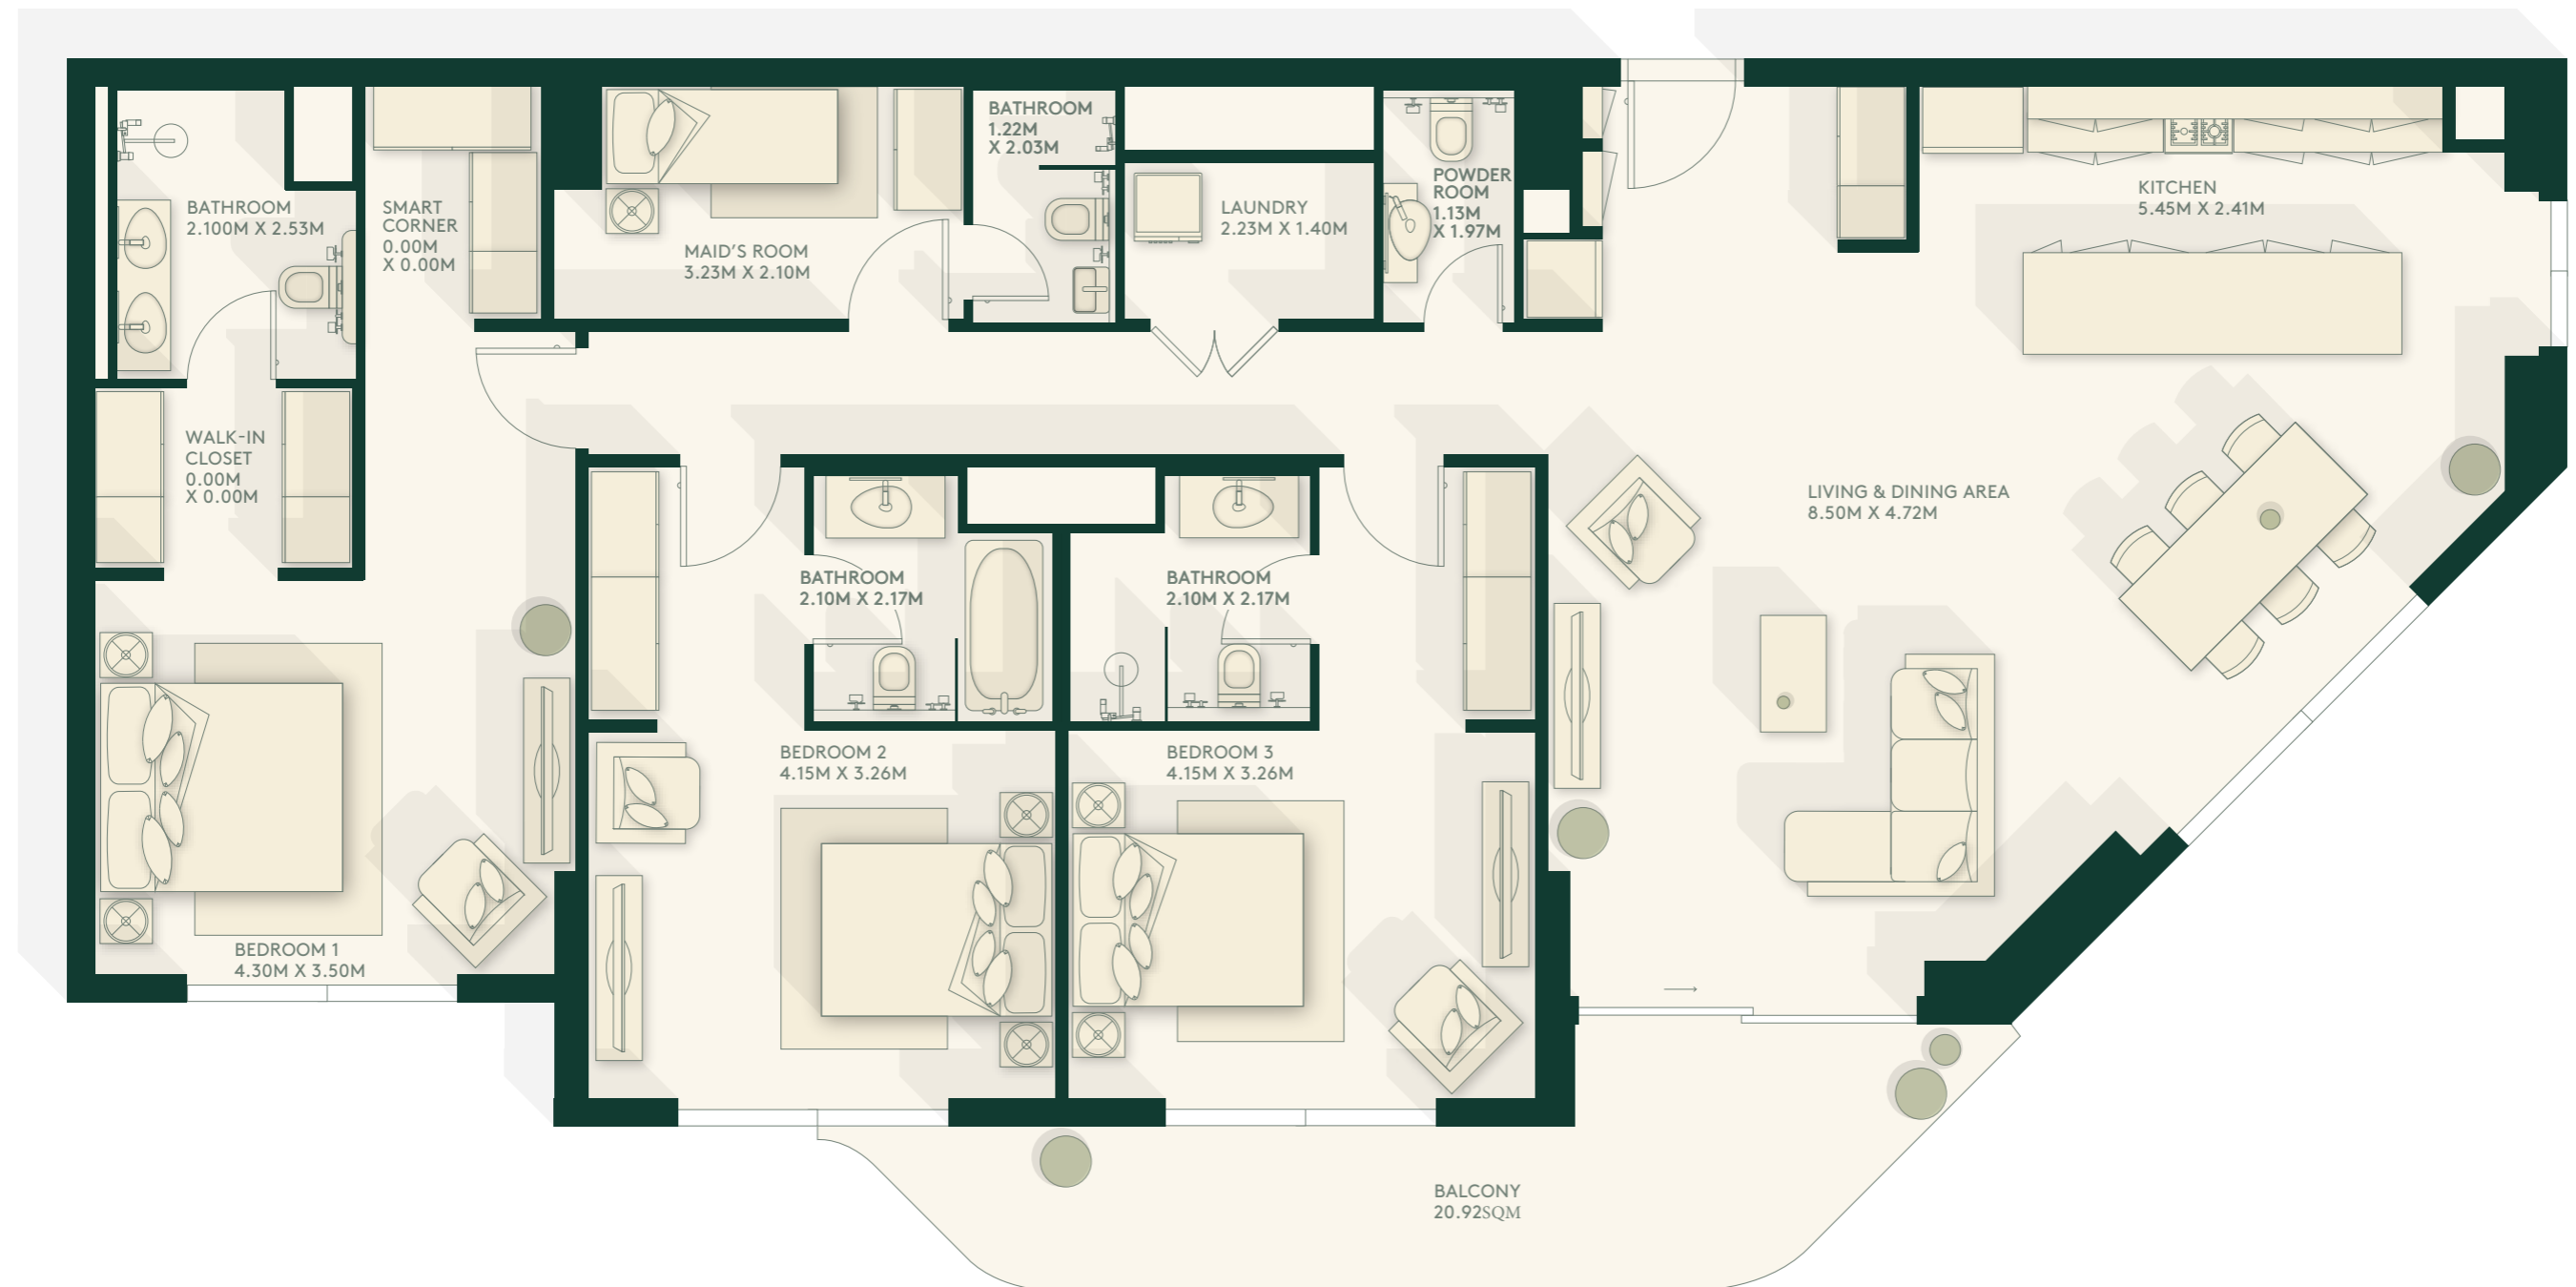 BATHROOM
2.100M X 2.53M
SMART
CORNER
0.00M
X 0.00M
MAID'S ROOM
3.23M X 2.10M
BATHROOM
1.22M
X 2.03M
LAUNDRY
2.23M X 1.40M
POWDER
ROOM
1.13M
X 1.97M
KITCHEN
5.45M X 2.41M
WALK-IN
CLOSET
0.00M
X 0.00M
BATHROOM
2.10M X 2.17M
BATHROOM
2.10M X 2.17M
LIVING & DINING AREA
8.50M X 4.72M
BEDROOM 1
4.30M X 3.50M
BEDROOM 2
4.15M X 3.26M
BEDROOM 3
4.15M X 3.26M
BALCONY
20.92SQM